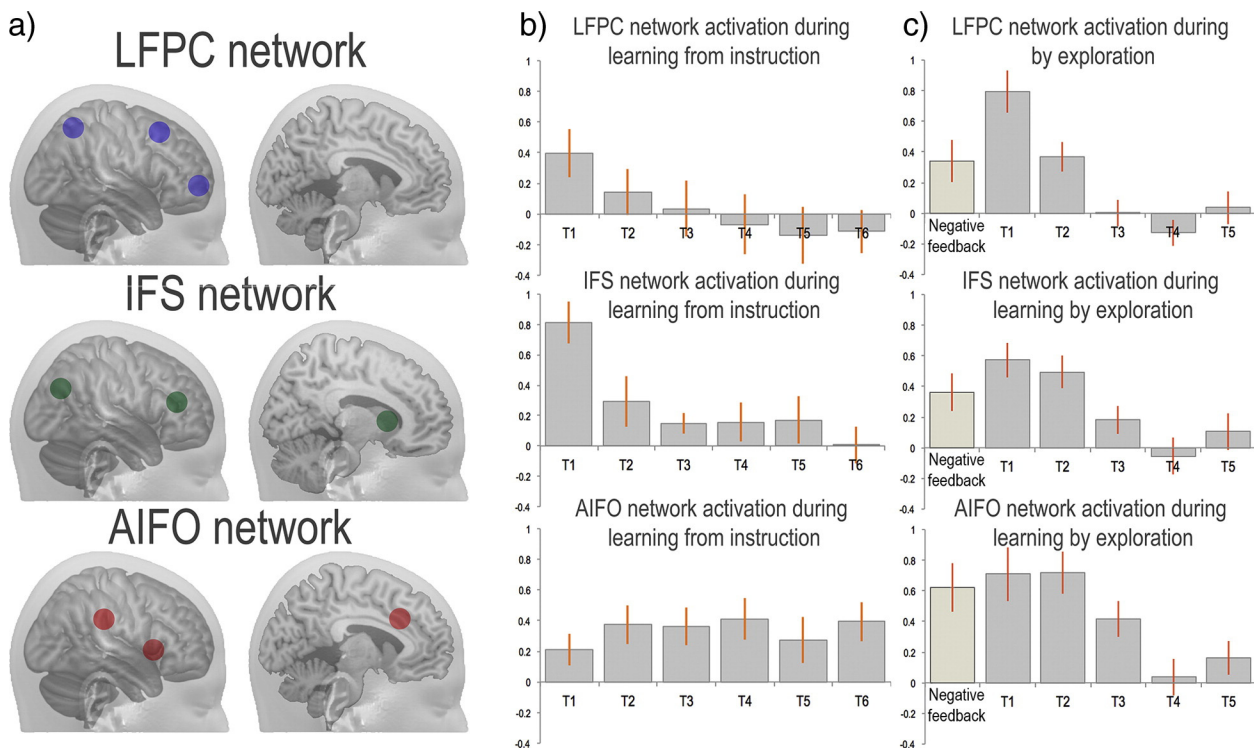 a)
LFPC network
IFS network
AIFO network
b)
LFPC network activation during
learning from instruction
1
0.8
0.6
0.4
0.2
0
-0.2
-0.4
T1 T2 T3 T4 T5 T6
IFS network activation during
learning from instruction
1
0.8
0.6
0.4
0.2
0
-0.2
-0.4
T1 T2 T3 T4 T5 T6
AIFO network activation during
learning from instruction
1
0.8
0.6
0.4
0.2
0
-0.2
-0.4
T1 T2 T3 T4 T5 T6
c)
LFPC network activation during
by exploration
1
0.8
0.6
0.4
0.2
0
-0.2
-0.4
Negative
feedback T1 T2 T3 T4 T5
IFS network activation during
learning by exploration
1
0.8
0.6
0.4
0.2
0
-0.2
-0.4
Negative
feedback T1 T2 T3 T4 T5
AIFO network activation during
learning by exploration
1
0.8
0.6
0.4
0.2
0
-0.2
-0.4
Negative
feedback T1 T2 T3 T4 T5